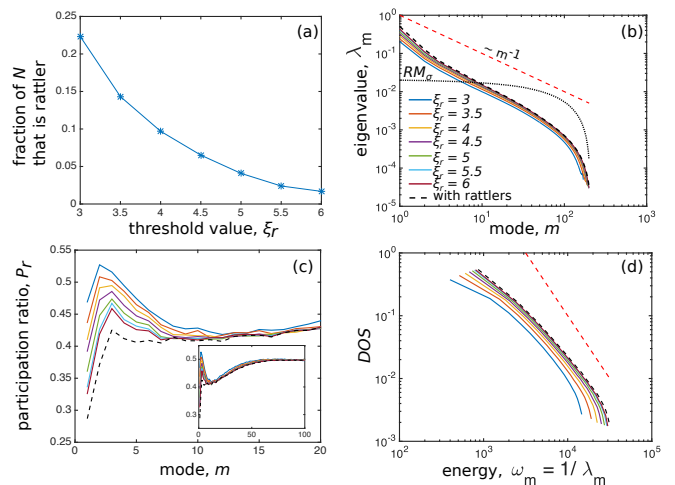 (a)
fraction of N
that is rattler
0.25
0.2
0.15
0.1
0.05
0
3 3.5 4 4.5 5 5.5 6
threshold value, ξr
(b)
eigenvalue, λm
10^0
10^-1
10^-2
10^-3
10^-4
10^-5
~ m-1
RMσ
ξr = 3
ξr = 3.5
ξr = 4
ξr = 4.5
ξr = 5
ξr = 5.5
ξr = 6
with rattlers
10^0 10^1 10^2 10^3
mode, m
(c)
participation ratio, Pr
0.55
0.5
0.45
0.4
0.35
0.3
0.25
0 5 10 15 20
mode, m
0.5
0.4
0.3
0 50 100
(d)
DOS
10^0
10^-1
10^-2
10^-3
10^2 10^3 10^4 10^5
energy, ωm = 1/ λm